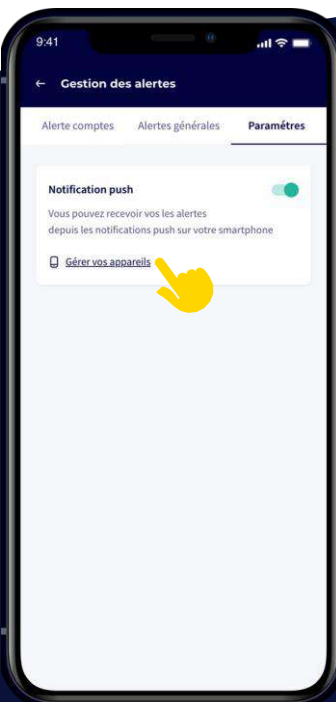 9:41
← Gestion des alertes
Alerte comptes Alertes générales Paramétres
Notification push
Vous pouvez recevoir vos les alertes
depuis les notifications push sur votre smartphone
Gérer vos appareils